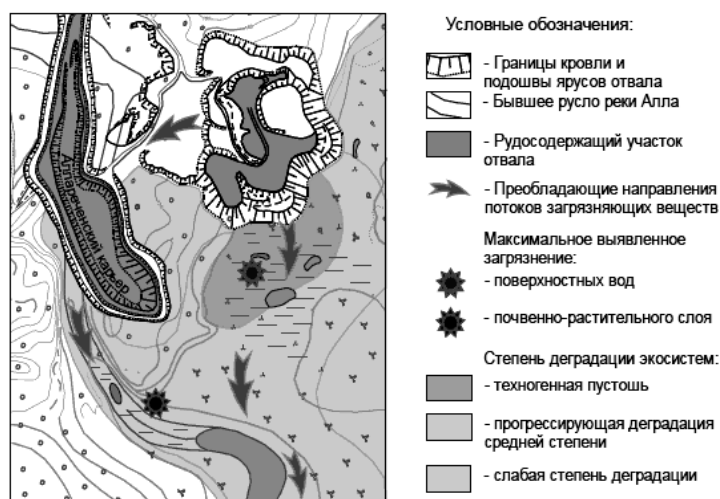 Аллареченский карьер
Условные обозначения:
- Границы кровли и
подошвы ярусов отвала
- Бывшее русло реки Алла
- Рудосодержащий участок
отвала
- Преобладающие направления
потоков загрязняющих веществ
Максимальное выявленное
загрязнение:
- поверхностных вод
- почвенно-растительного слоя
Степень деградации экосистем:
- техногенная пустошь
- прогрессирующая деградация
средней степени
- слабая степень деградации